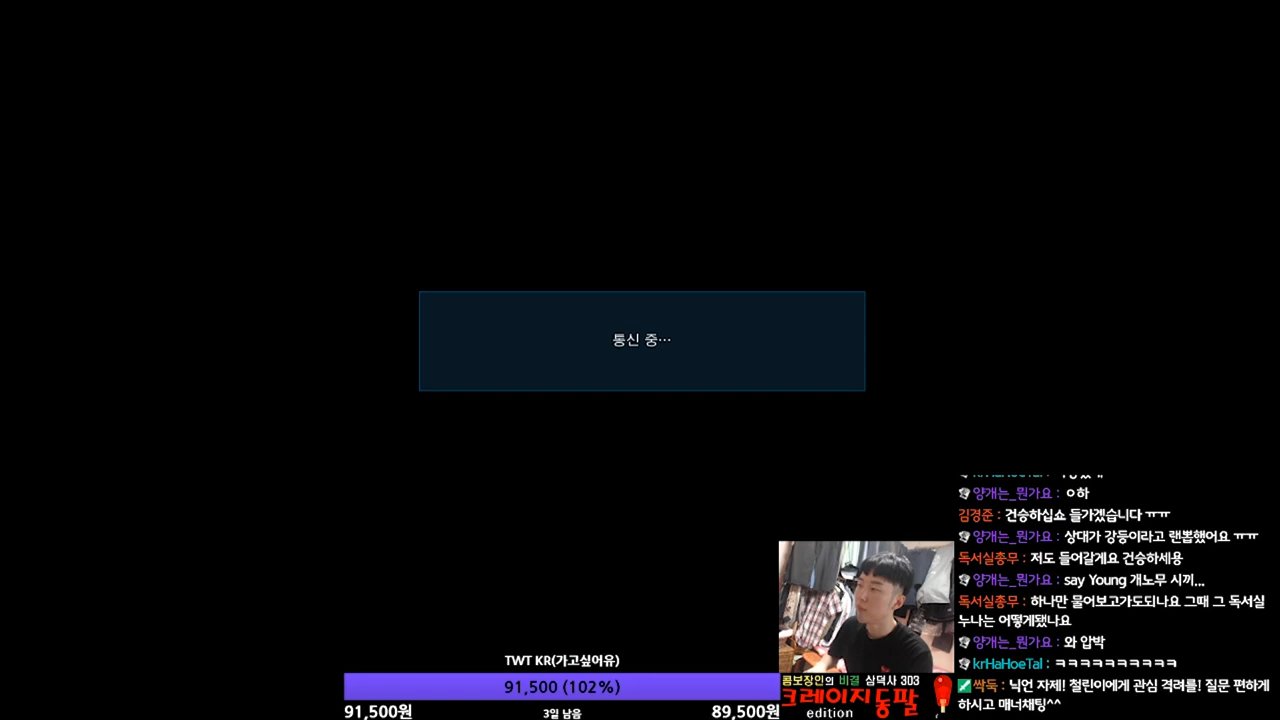 통신 중…
양개는_뭔가요 : ㅇ하
김경준 : 건승하십쇼 들가겠습니다 ㅠㅠ
양개는_뭔가요 : 상대가 강등이라고 랜뽑했어요 ㅠㅠ
독서실총무 : 저도 들어갈게요 건승하세용
양개는_뭔가요 : say Young 개노무 시끼...
독서실총무 : 하나만 물어보고가도되나요 그때 그 독서실
누나는 어떻게됐나요
양개는_뭔가요 : 와 압박
krHaHoeTal : ㅋㅋㅋㅋㅋㅋㅋㅋㅋㅋ
싹둑 : 닉언 자제! 철린이에게 관심 격려를! 질문 편하게
하시고 매너채팅^^
TWT KR(가고싶어유)
91,500 (102%)
91,500원
3일 남음
89,500원
콤보장인의 비결 삼덕사 303
크레이지동팔
edition